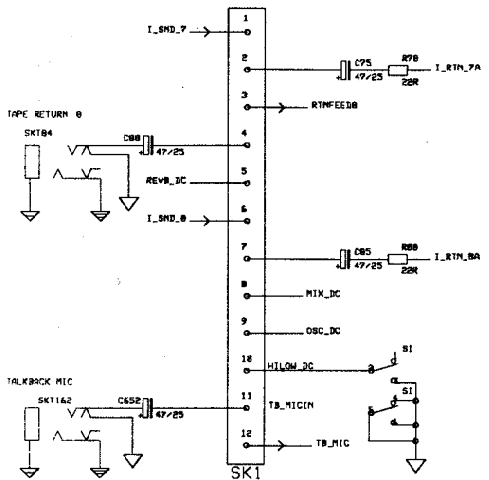 1
I_SND_7
2
C75
47/25
R78
22R
I_RTN_7A
3
RTNFEED8
TAPE RETURN 8
SKT84
C88
47/25
4
5
REVB_DC
6
I_SND_8
7
C85
47/25
R88
22R
I_RTN_8A
8
MIX_DC
9
OSC_DC
10
HILOW_DC
S1
S1
TALKBACK MIC
SKT162
C652
47/25
11
TB_MICIN
12
TB_MIC
SK1